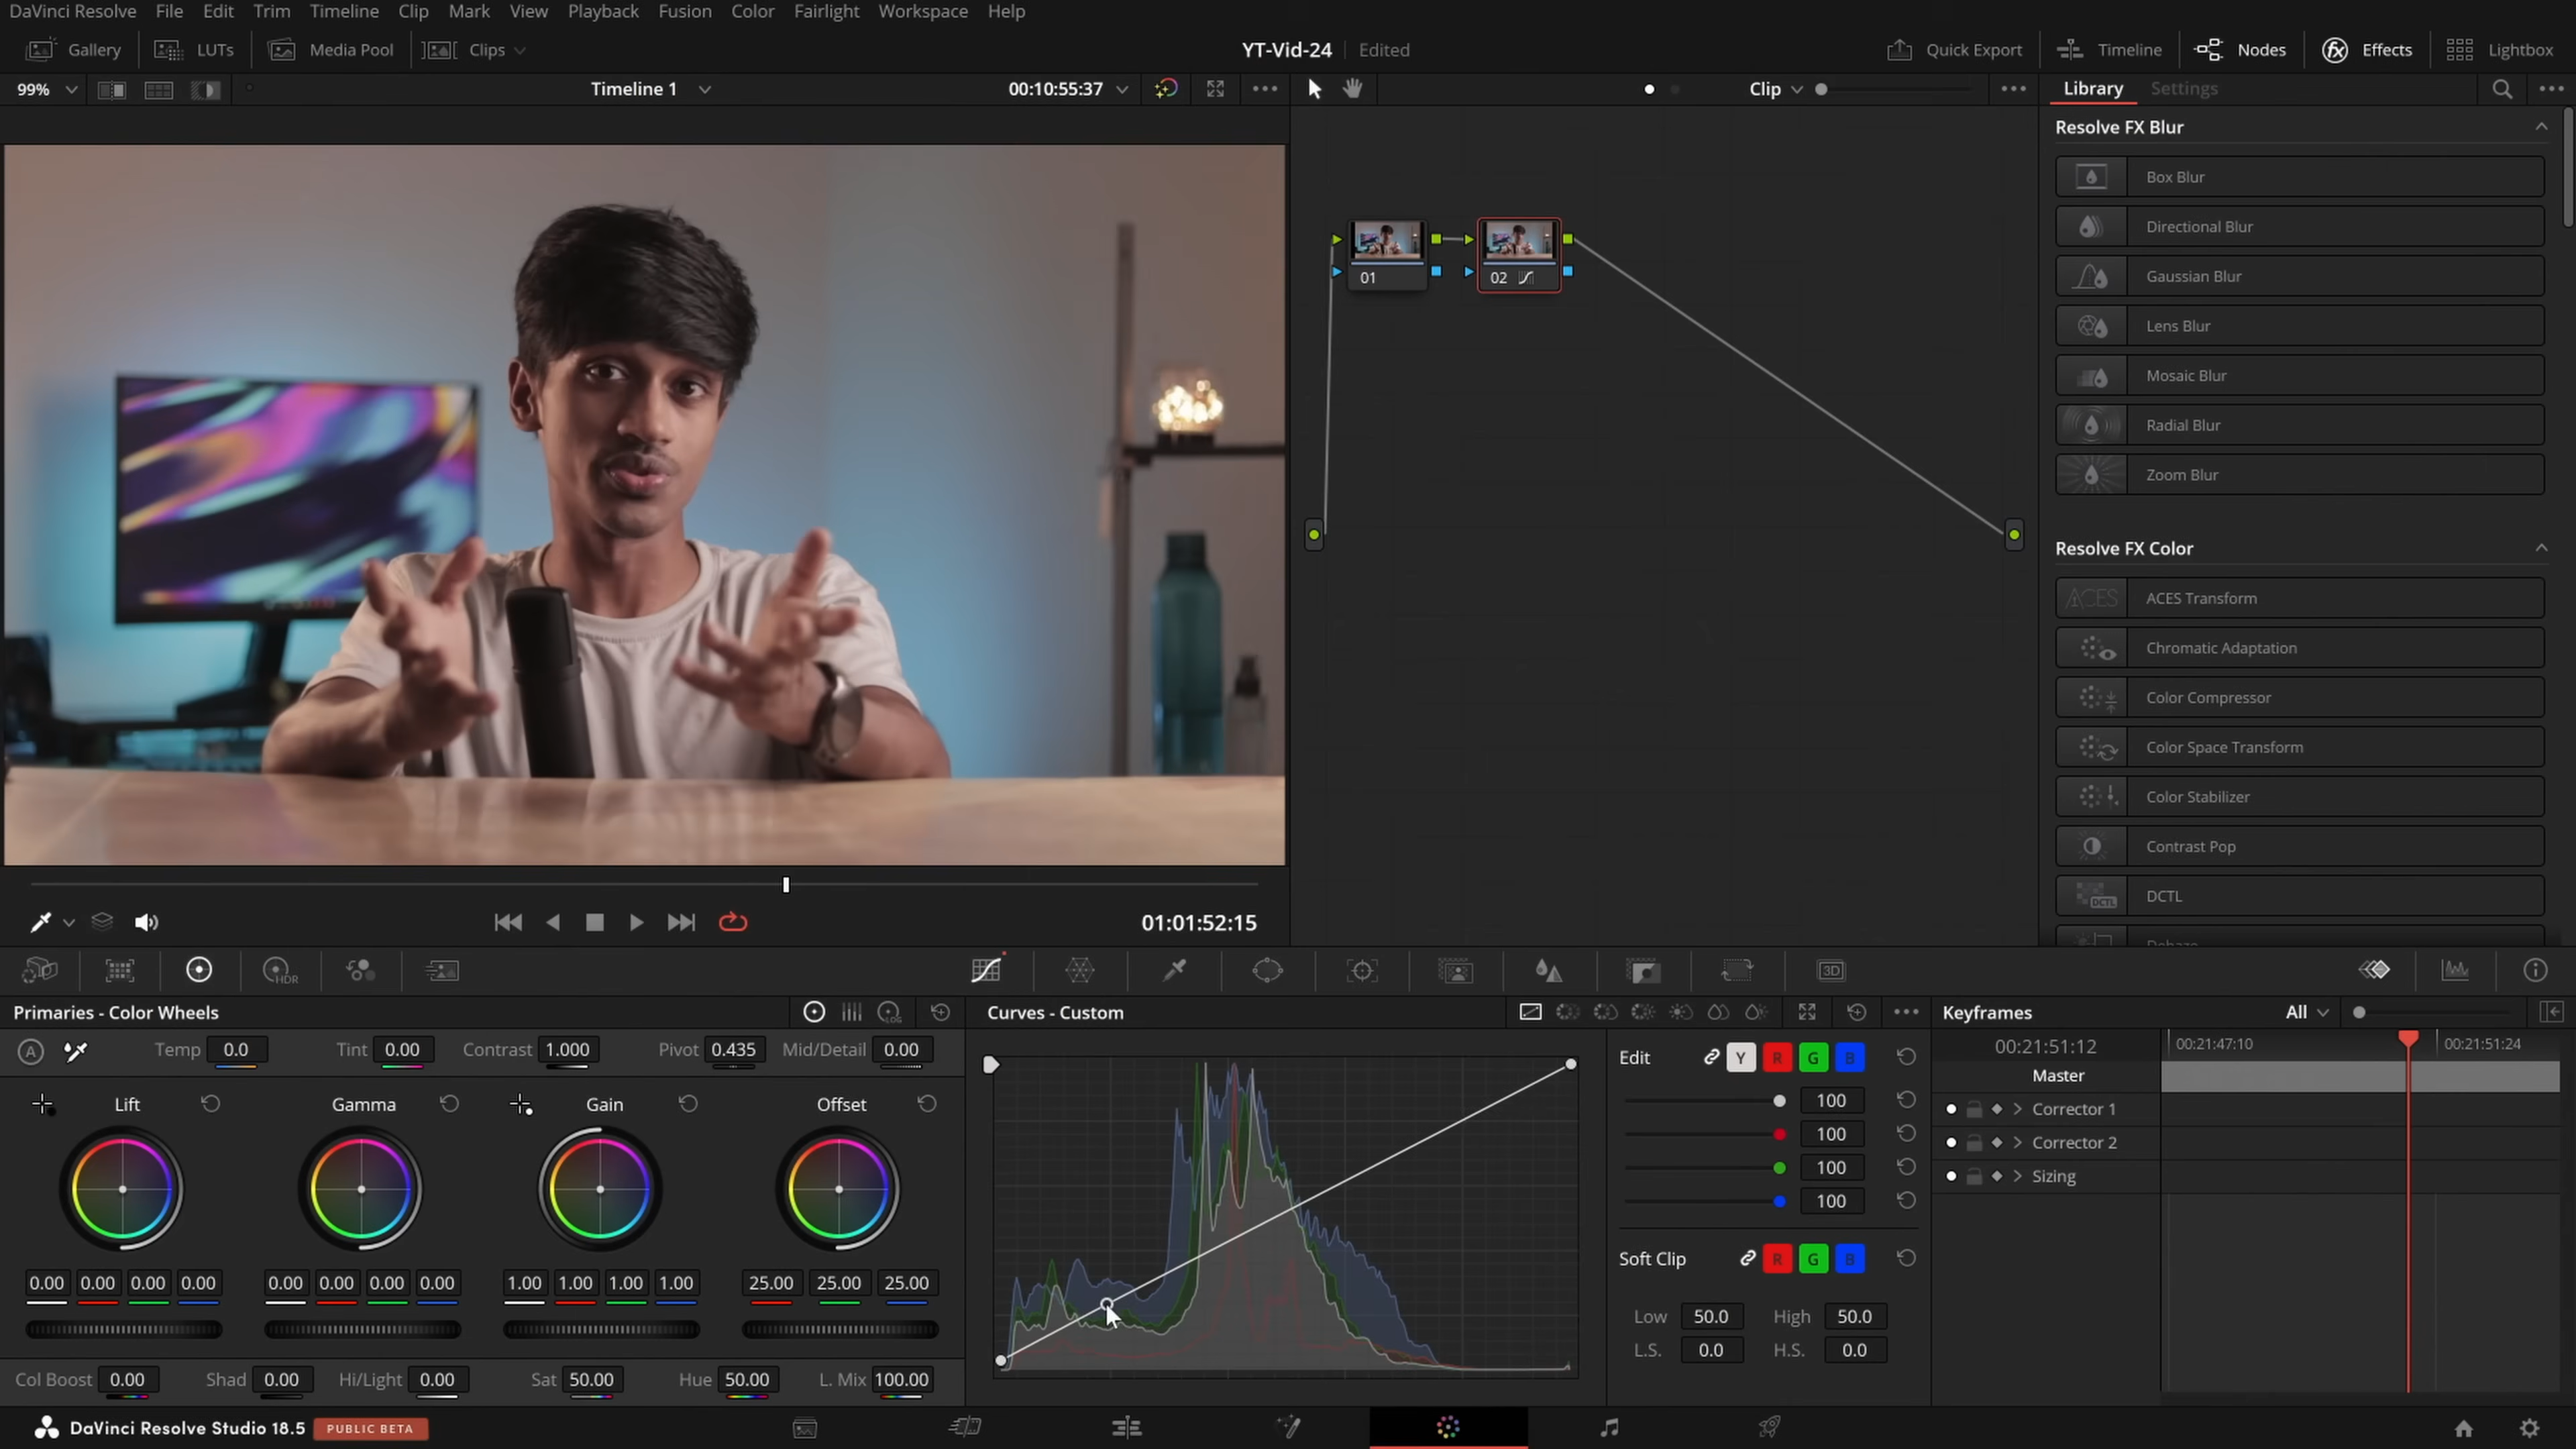 DaVinci Resolve File Edit Trim Timeline Clip Mark View Playback Fusion Color Fairlight Workspace Help
Gallery LUTs Media Pool Clips YT-Vid-24 Edited Quick Export Timeline Nodes Effects Lightbox
99% Timeline 1 00:10:55:37 Clip Library Settings
Resolve FX Blur
Box Blur
Directional Blur
Gaussian Blur
Lens Blur
Mosaic Blur
Radial Blur
Zoom Blur
01 02
Resolve FX Color
ACES ACES Transform
Chromatic Adaptation
Color Compressor
Color Space Transform
Color Stabilizer
Contrast Pop
DCTL DCTL
Dehaze
01:01:52:15
HDR 3D
Primaries - Color Wheels LOG Curves - Custom Keyframes All
A Temp 0.0 Tint 0.00 Contrast 1.000 Pivot 0.435 Mid/Detail 0.00
Lift Gamma Gain Offset
0.00 0.00 0.00 0.00 0.00 0.00 0.00 0.00 1.00 1.00 1.00 1.00 25.00 25.00 25.00
Col Boost 0.00 Shad 0.00 Hi/Light 0.00 Sat 50.00 Hue 50.00 L. Mix 100.00
Edit Y R G B
100
100
100
100
Soft Clip R G B
Low 50.0 High 50.0
L.S. 0.0 H.S. 0.0
00:21:51:12 00:21:47:10 00:21:51:24
Master
Corrector 1
Corrector 2
Sizing
DaVinci Resolve Studio 18.5 PUBLIC BETA